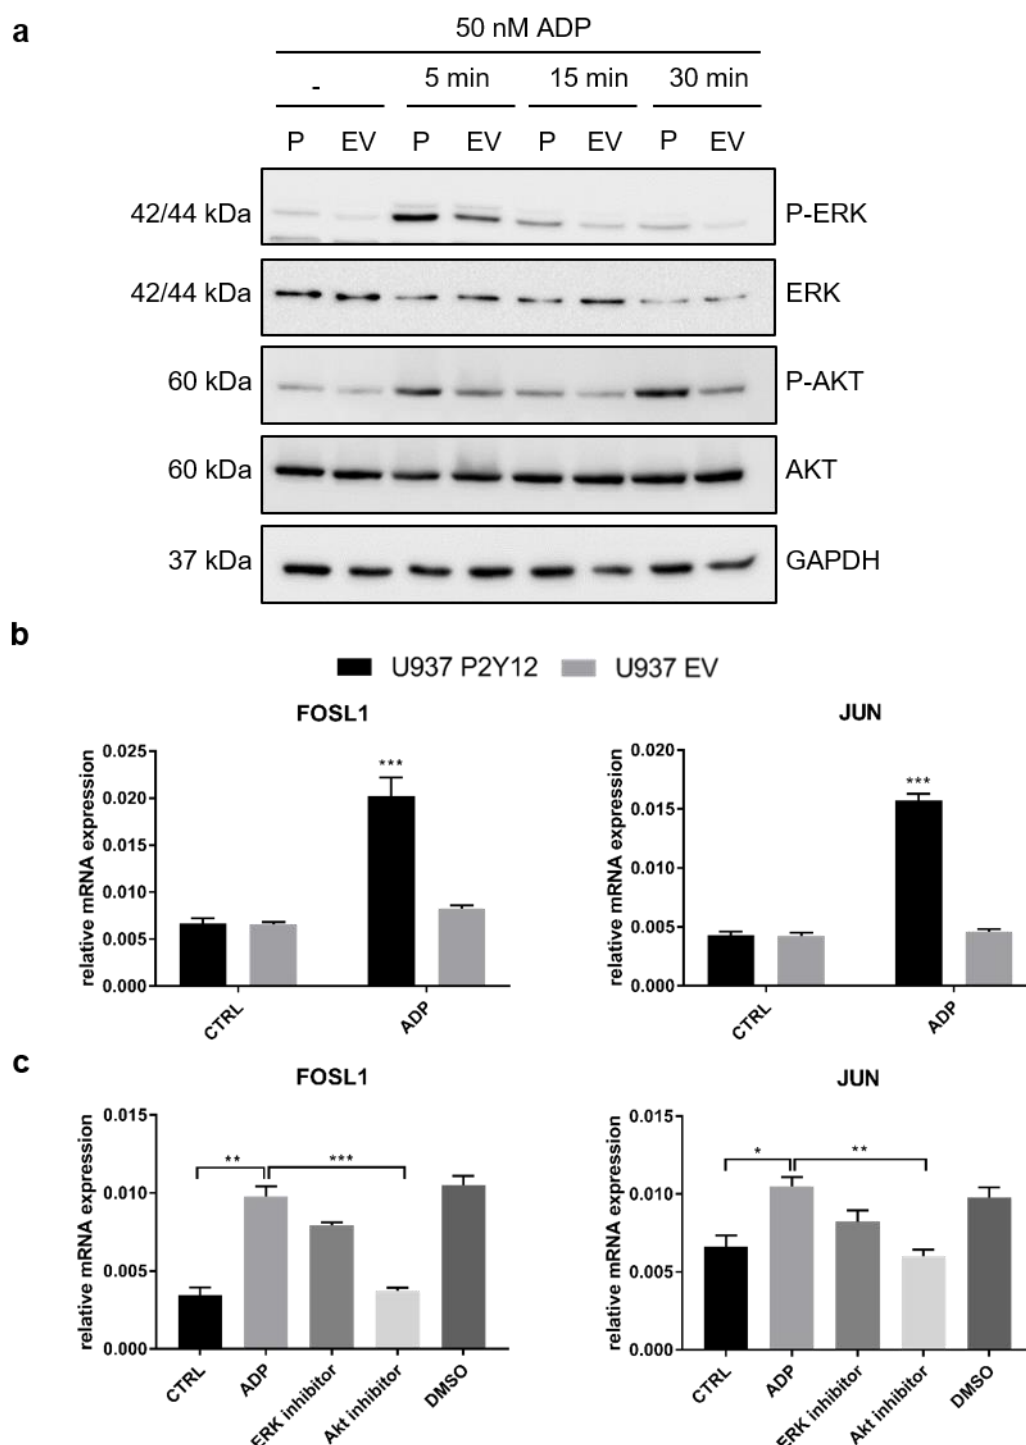 a
50 nM ADP
- 5 min 15 min 30 min
P EV P EV P EV P EV
42/44 kDa P-ERK
42/44 kDa ERK
60 kDa P-AKT
60 kDa AKT
37 kDa GAPDH
b
U937 P2Y12 U937 EV
FOSL1
relative mRNA expression
0.025
0.020
0.015
0.010
0.005
0.000
***
CTRL ADP
JUN
relative mRNA expression
0.020
0.015
0.010
0.005
0.000
***
CTRL ADP
c
FOSL1
relative mRNA expression
0.015
0.010
0.005
0.000
** ***
CTRL ADP ERK inhibitor Akt inhibitor DMSO
JUN
relative mRNA expression
0.015
0.010
0.005
0.000
* **
CTRL ADP ERK inhibitor Akt inhibitor DMSO